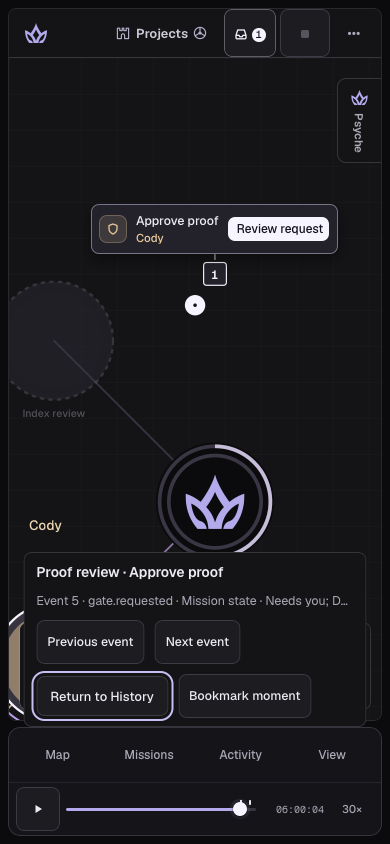 Projects
1
•••
Psyche
Approve proof
Cody
Review request
1
Index review
Cody
Proof review · Approve proof
Event 5 · gate.requested · Mission state · Needs you; D...
Previous event
Next event
Return to History
Bookmark moment
Map
Missions
Activity
View
06:00:04
30×